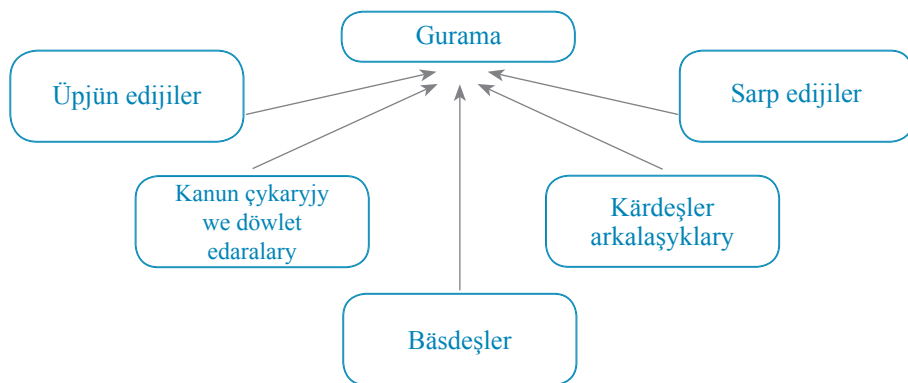 Gurama
Üpjün edijiler
Sarp edijiler
Kanun çykaryjy
we döwlet
edaralary
Kärdeşler
arkalaşyklary
Bäsdeşler